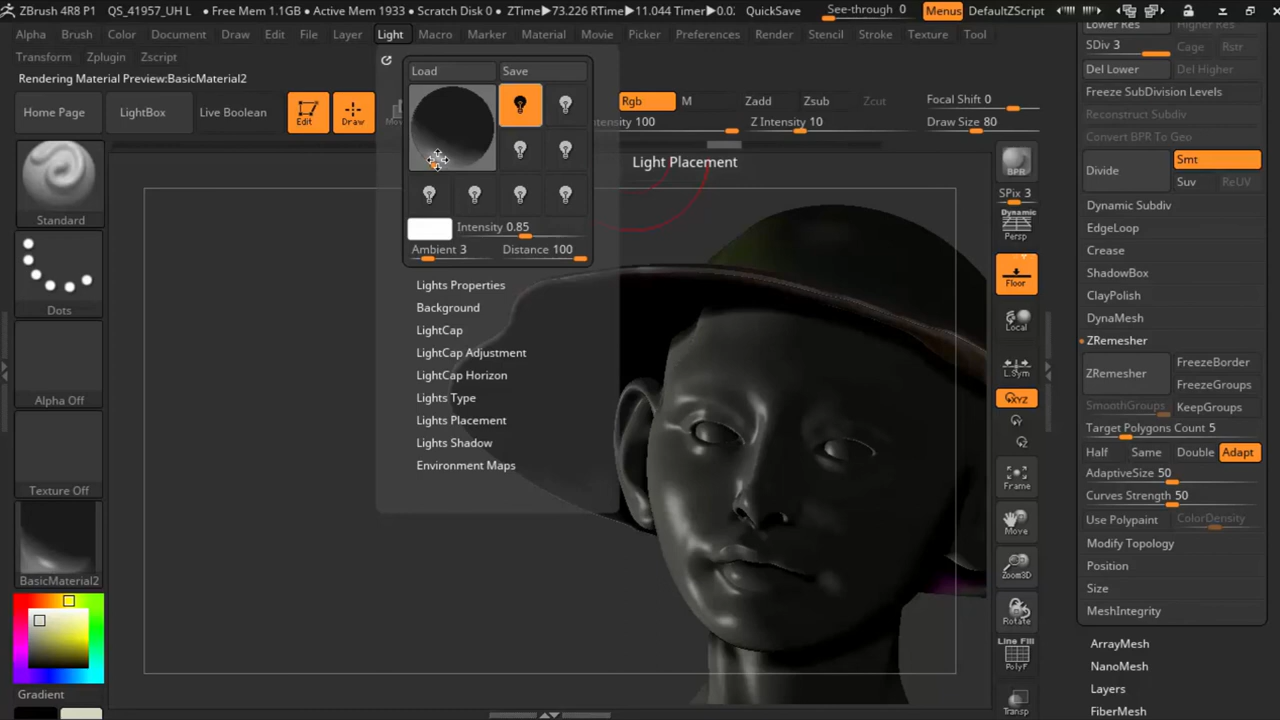 ZBrush 4R8 P1 QS_41957_UH L • Free Mem 1.1GB • Active Mem 1933 • Scratch Disk 0 • ZTime▶73.226 RTime▶11.044 Timer▶0.0 QuickSave See-through 0 Menus DefaultZScript
Alpha Brush Color Document Draw Edit File Layer Light Macro Marker Material Movie Picker Preferences Render Stencil Stroke Texture Tool
Transform Zplugin Zscript
Rendering Material Preview:BasicMaterial2
Home Page LightBox Live Boolean Edit Draw
Rgb M Zadd Zsub Zcut Focal Shift 0
Intensity 100 Z Intensity 10 Draw Size 80
Load Save
Light Placement
Intensity 0.85
Ambient 3 Distance 100
Lights Properties
Background
LightCap
LightCap Adjustment
LightCap Horizon
Lights Type
Lights Placement
Lights Shadow
Environment Maps
Standard
Dots
Alpha Off
Texture Off
BasicMaterial2
Gradient
BPR
SPix 3
Dynamic
Persp
Floor
Local
L.Sym
XYZ
Frame
Move
Zoom3D
Rotate
Line Fill
PolyF
Transp
Lower Res Higher Res
SDiv 3 Cage Rstr
Del Lower Del Higher
Freeze SubDivision Levels
Reconstruct Subdiv
Convert BPR To Geo
Divide Smt
Suv ReUV
Dynamic Subdiv
EdgeLoop
Crease
ShadowBox
ClayPolish
DynaMesh
ZRemesher
ZRemesher FreezeBorder
FreezeGroups
SmoothGroups KeepGroups
Target Polygons Count 5
Half Same Double Adapt
AdaptiveSize 50
Curves Strength 50
Use Polypaint ColorDensity
Modify Topology
Position
Size
MeshIntegrity
ArrayMesh
NanoMesh
Layers
FiberMesh